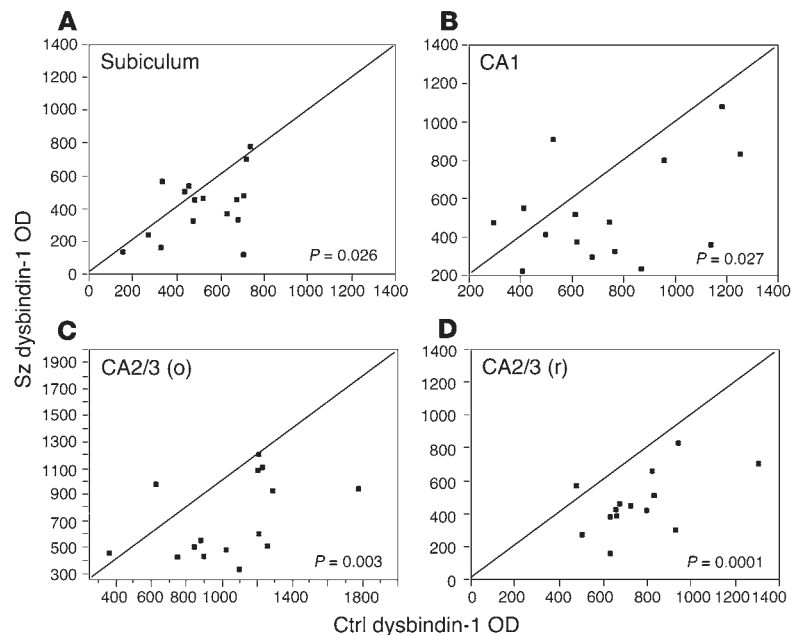 A
B
1400
1200
1000
800
600
400
200
0
Subiculum
P = 0.026
0 200 400 600 800 1000 1200 1400
1400
1200
1000
800
600
400
200
CA1
P = 0.027
200 400 600 800 1000 1200 1400
Sz dysbindin-1 OD
C
D
1900
1700
1500
1300
1100
900
700
500
300
CA2/3 (o)
P = 0.003
400 600 800 1000 1400 1800
1400
1200
1000
800
600
400
200
0
CA2/3 (r)
P = 0.0001
0 200 400 600 800 1000 1200 1400
Ctrl dysbindin-1 OD